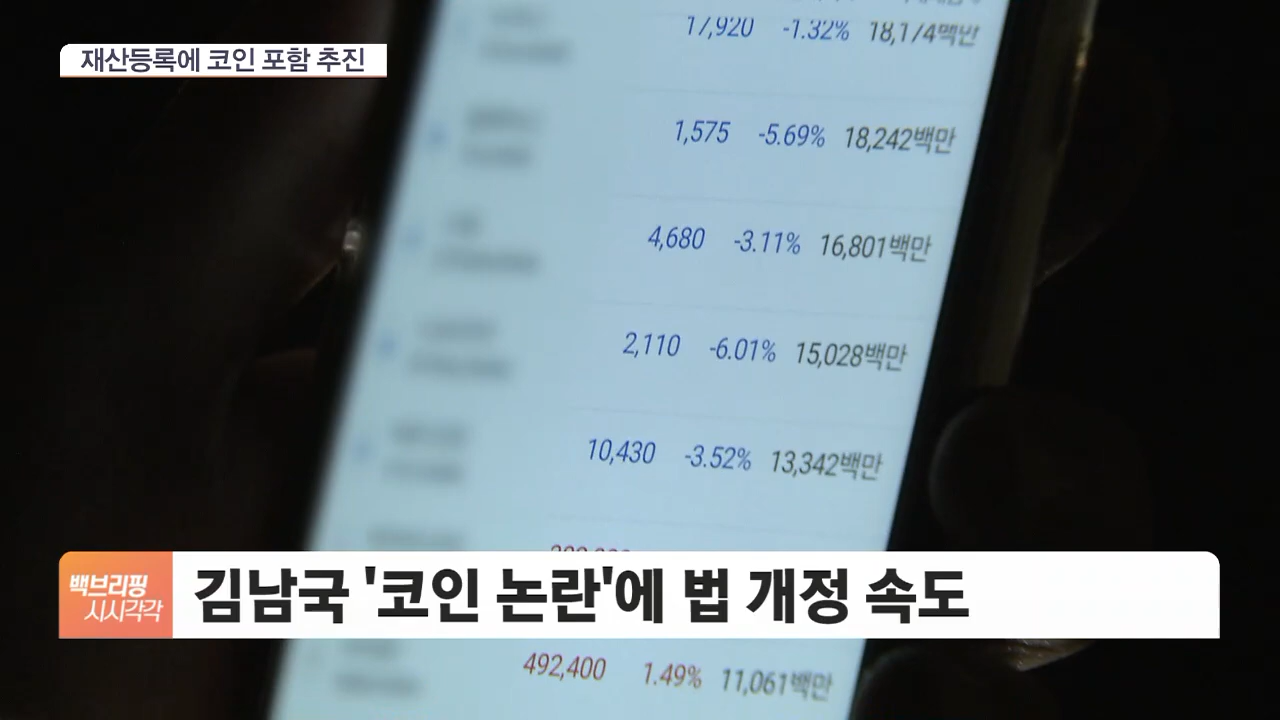 재산등록에 코인 포함 추진
17,920 -1.32% 18,174백만
1,575 -5.69% 18,242백만
4,680 -3.11% 16,801백만
2,110 -6.01% 15,028백만
10,430 -3.52% 13,342백만
백브리핑
시시각각
김남국 '코인 논란'에 법 개정 속도
492,400 1.49% 11,061백만